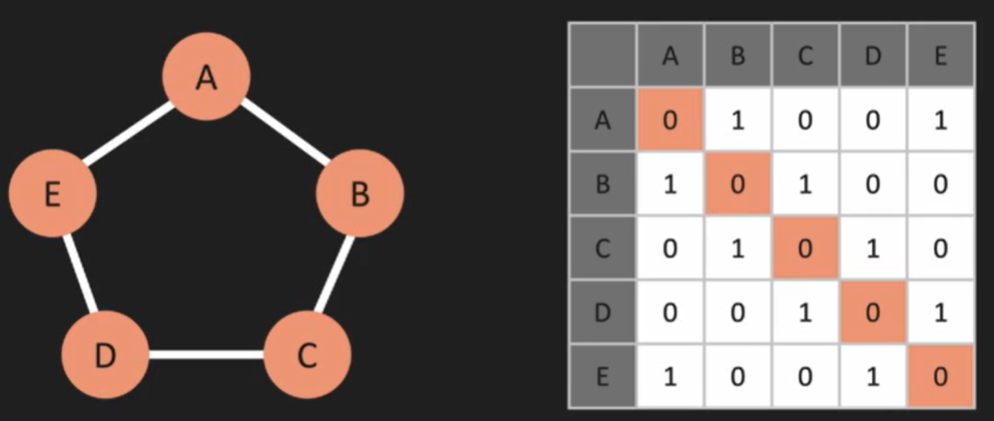 A
E
B
D
C
A B C D E
A 0 1 0 0 1
B 1 0 1 0 0
C 0 1 0 1 0
D 0 0 1 0 1
E 1 0 0 1 0